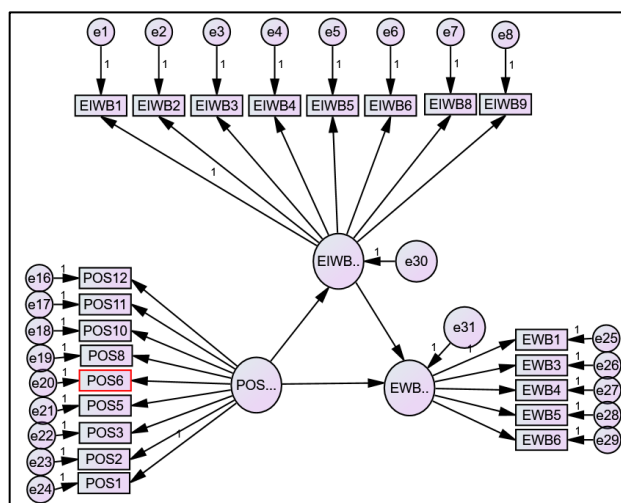 e1 e2 e3 e4 e5 e6 e7 e8
1 1 1 1 1 1 1 1
EIWB1 EIWB2 EIWB3 EIWB4 EIWB5 EIWB6 EIWB8 EIWB9
1
EIWB.. 1 e30
e16 1 POS12
e17 1 POS11
e18 1 POS10
e19 1 POS8
e20 1 POS6
e21 1 POS5
e22 1 POS3
e23 1 POS2
e24 1 POS1
1
POS...
e31
1
1
EWB..
EWB1 1 e25
EWB3 1 e26
EWB4 1 e27
EWB5 1 e28
EWB6 1 e29